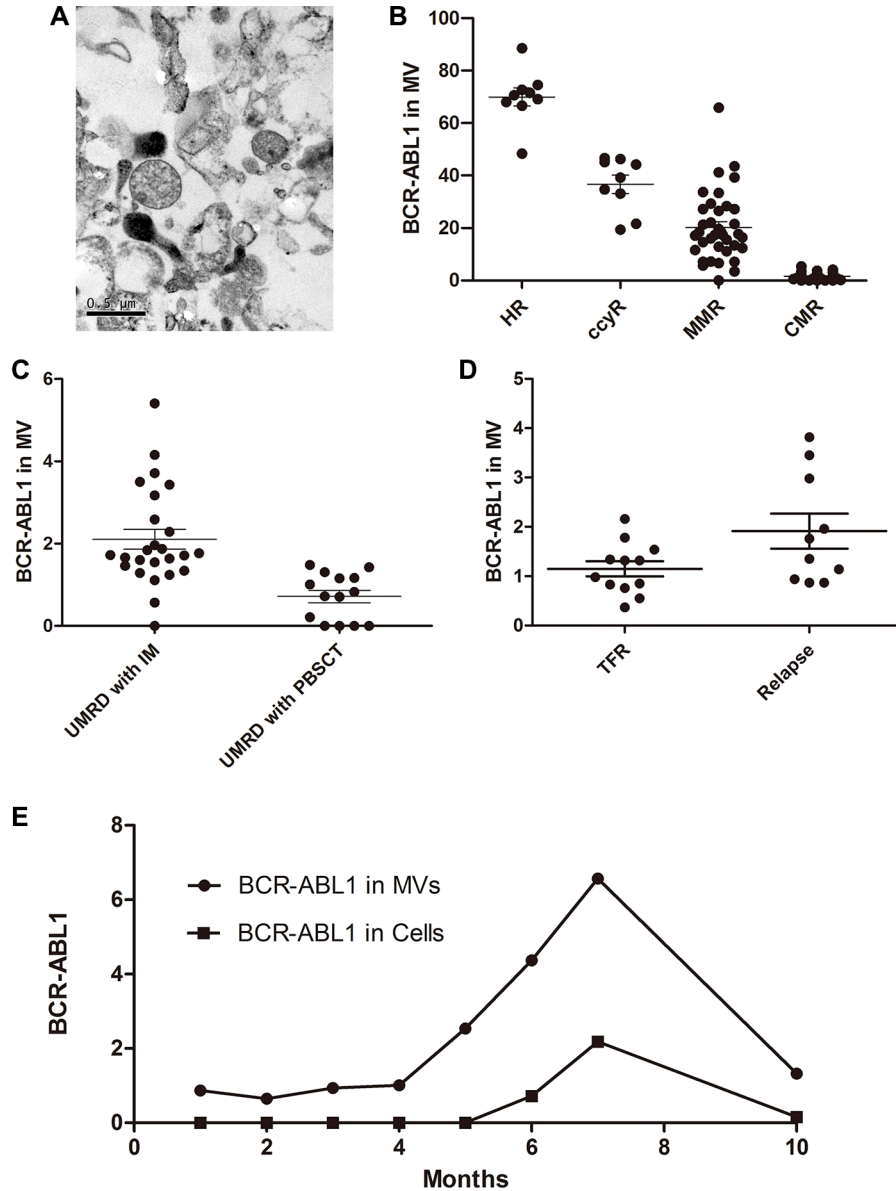 A
0.5 µm
B
BCR-ABL1 in MV
100
80
60
40
20
0
HR
ccyR
MMR
CMR
C
BCR-ABL1 in MV
6
4
2
0
UMRD with IM
UMRD with PBSCT
D
BCR-ABL1 in MV
5
4
3
2
1
0
TFR
Relapse
E
BCR-ABL1
8
6
4
2
0
BCR-ABL1 in MVs
BCR-ABL1 in Cells
0 2 4 6 8 10
Months